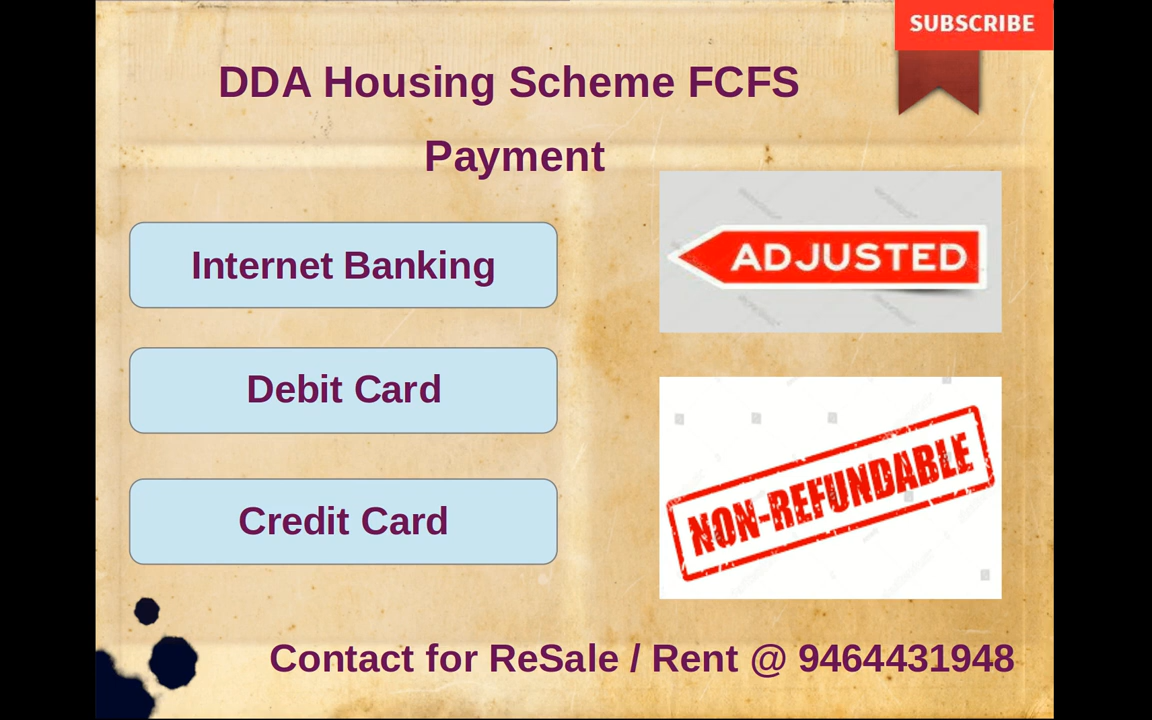 SUBSCRIBE
DDA Housing Scheme FCFS
Payment
Internet Banking
ADJUSTED
Debit Card
NON-REFUNDABLE
Credit Card
Contact for ReSale / Rent @ 9464431948